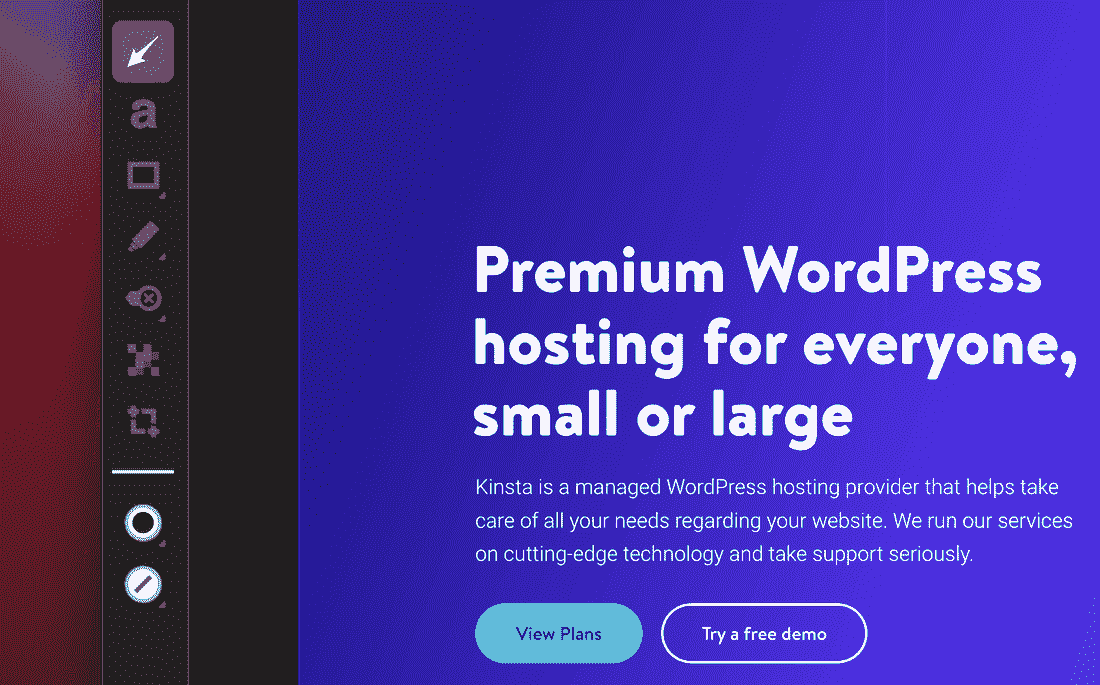 a
Premium WordPress
hosting for everyone,
small or large
Kinsta is a managed WordPress hosting provider that helps take
care of all your needs regarding your website. We run our services
on cutting-edge technology and take support seriously.
View Plans
Try a free demo